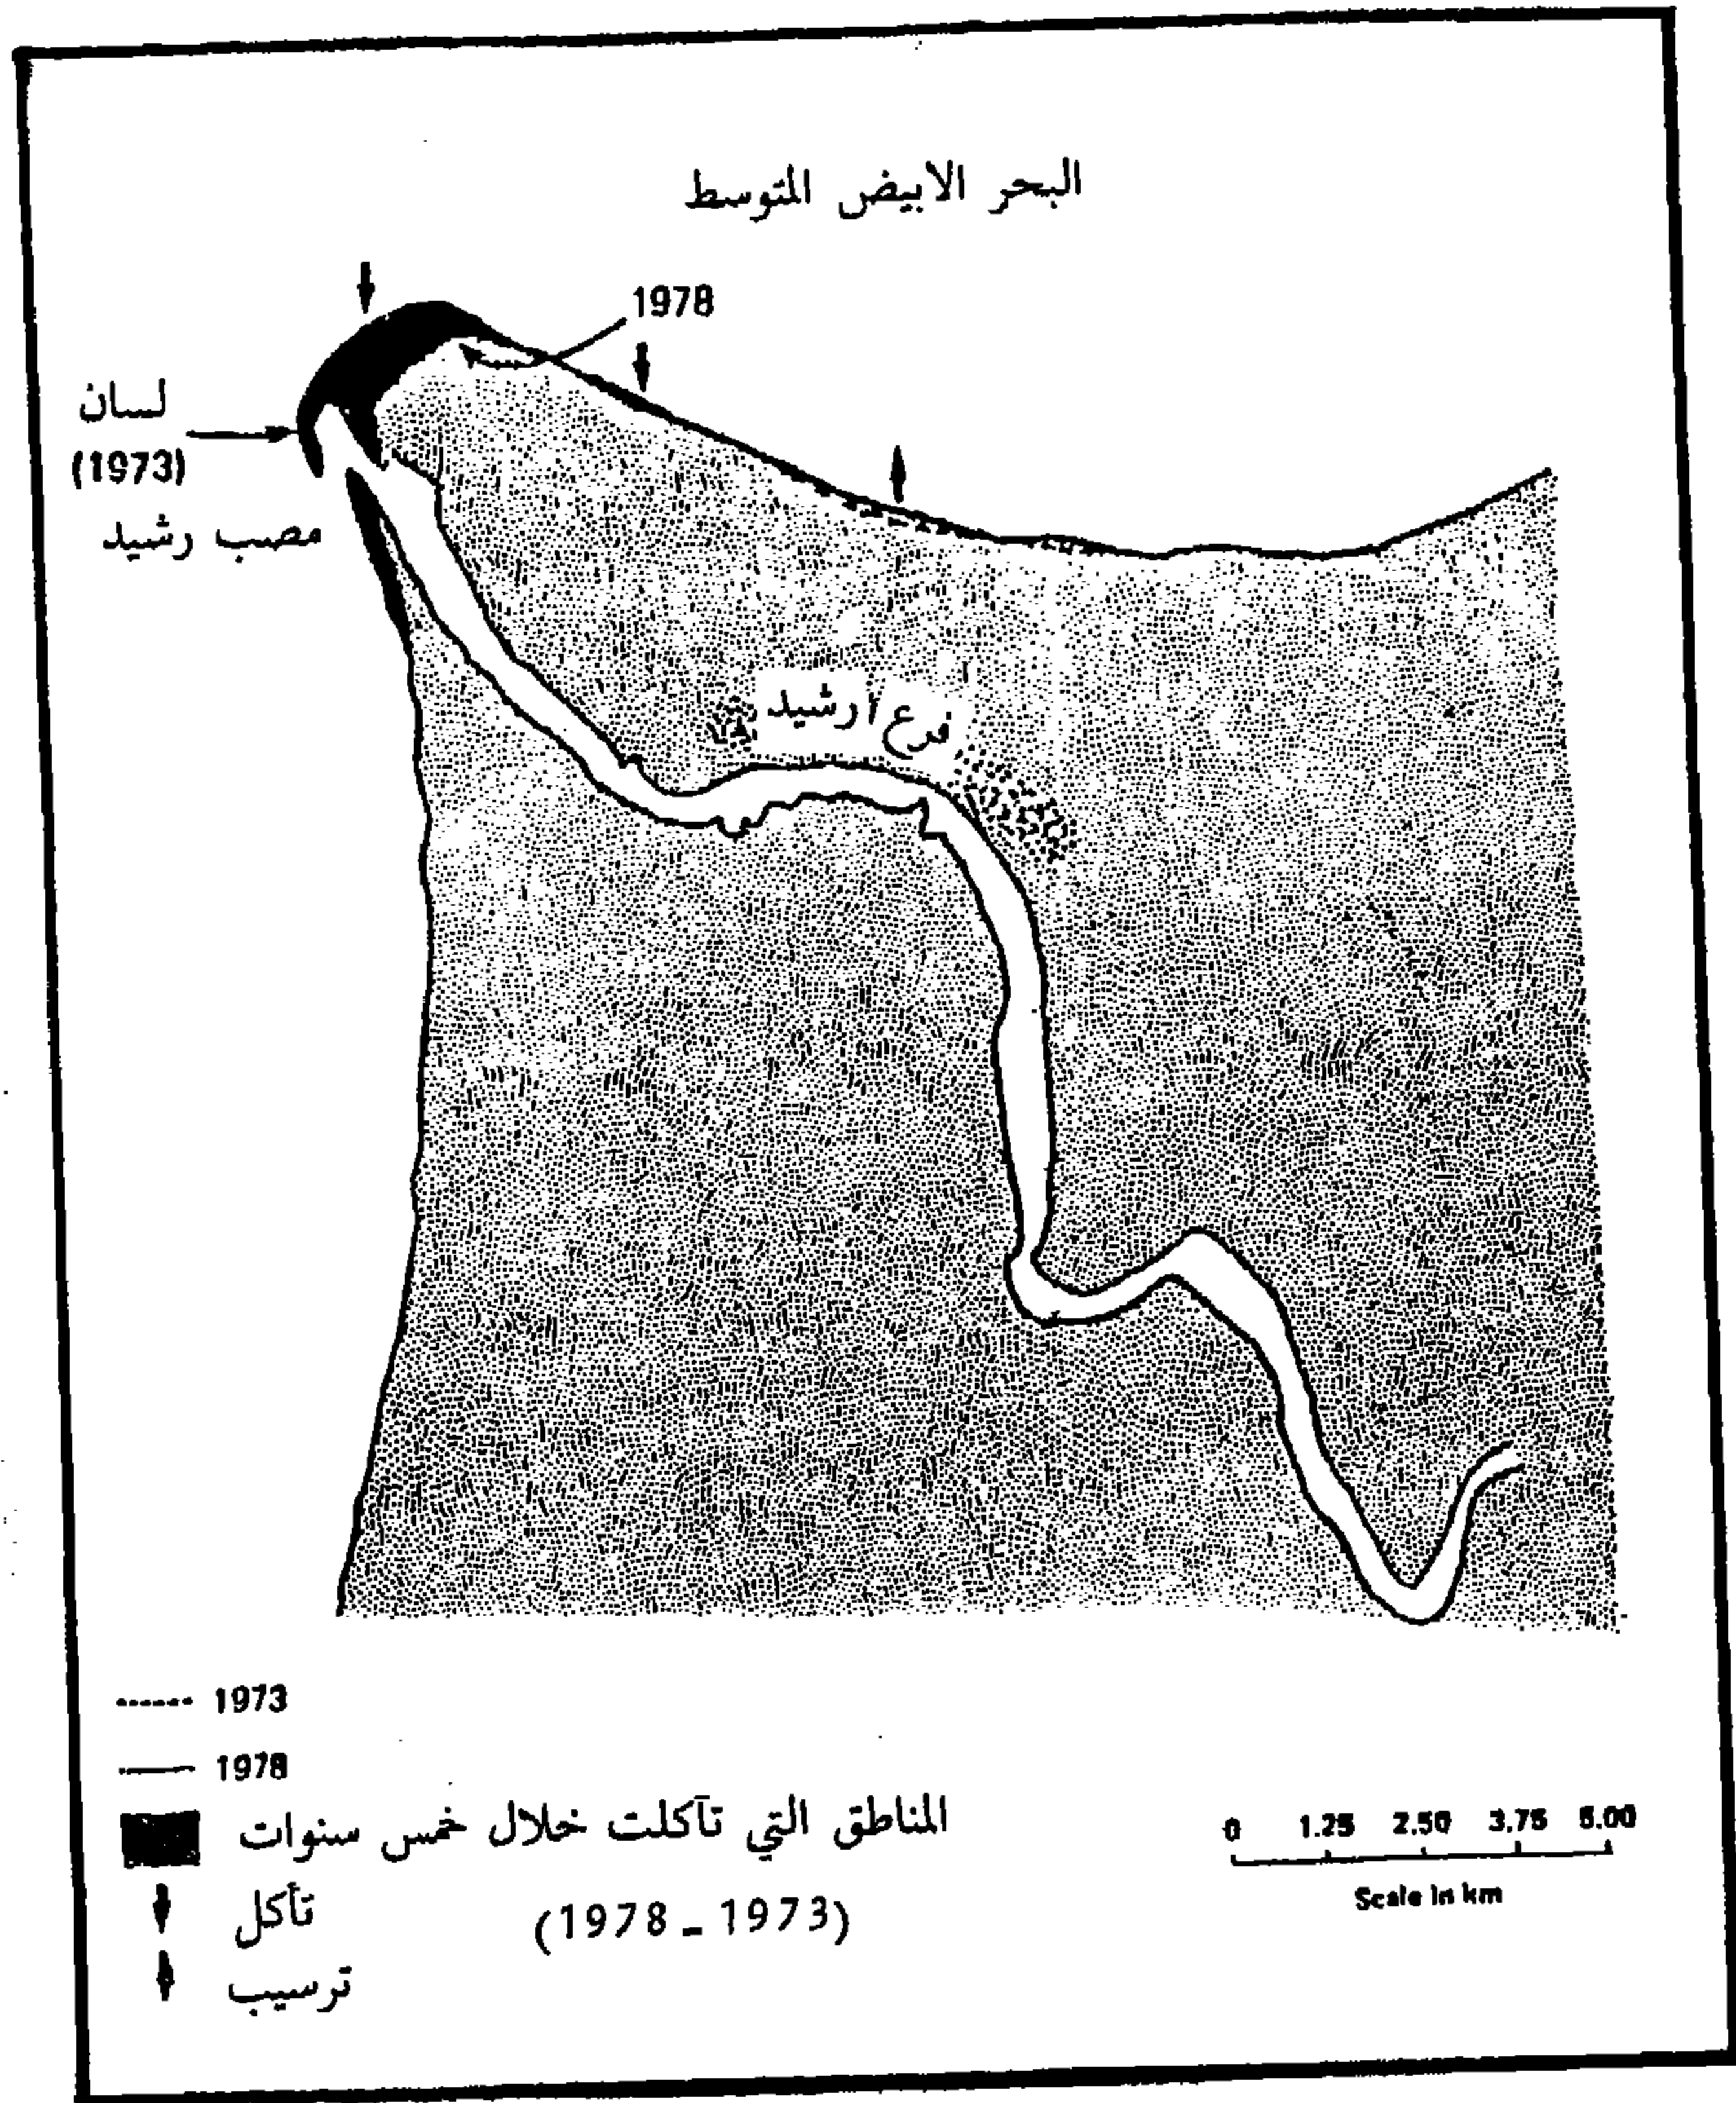 البحر الابيض المتوسط
1978
لسان
(1973)
مصب رشيد
فرع رشيد
1973
1978
المناطق التي تآكلت خلال خمس سنوات
(1973 - 1978)
تأكل
ترسيب
0 1.25 2.50 3.75 5.00
Scale in km